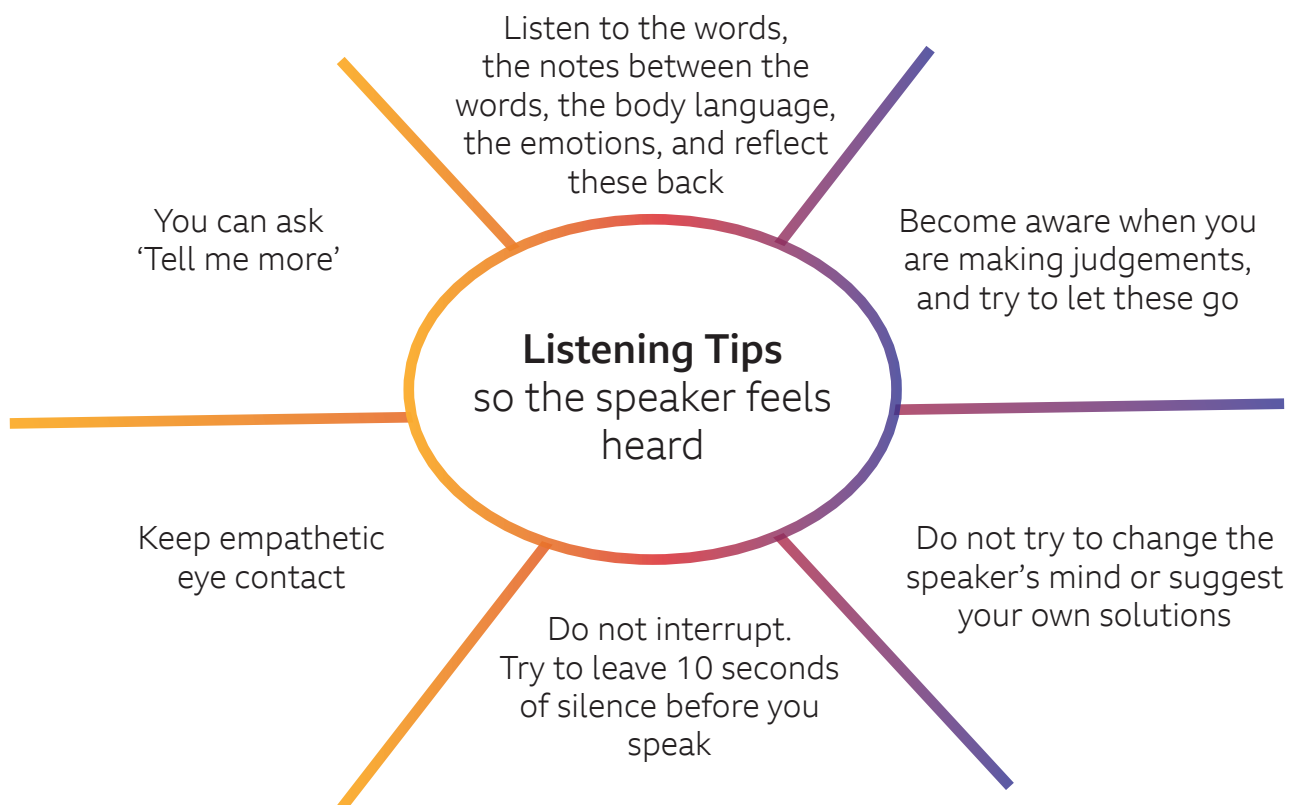 Listen to the words,
the notes between the
words, the body language,
the emotions, and reflect
these back
You can ask
‘Tell me more’
Become aware when you
are making judgements,
and try to let these go
Listening Tips
so the speaker feels
heard
Keep empathetic
eye contact
Do not try to change the
speaker’s mind or suggest
your own solutions
Do not interrupt.
Try to leave 10 seconds
of silence before you
speak